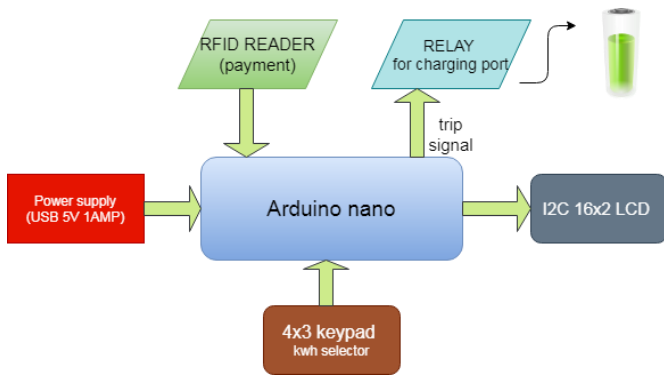 RFID READER
(payment)
RELAY
for charging port
trip
signal
Power supply
(USB 5V 1AMP)
Arduino nano
I2C 16x2 LCD
4x3 keypad
kwh selector